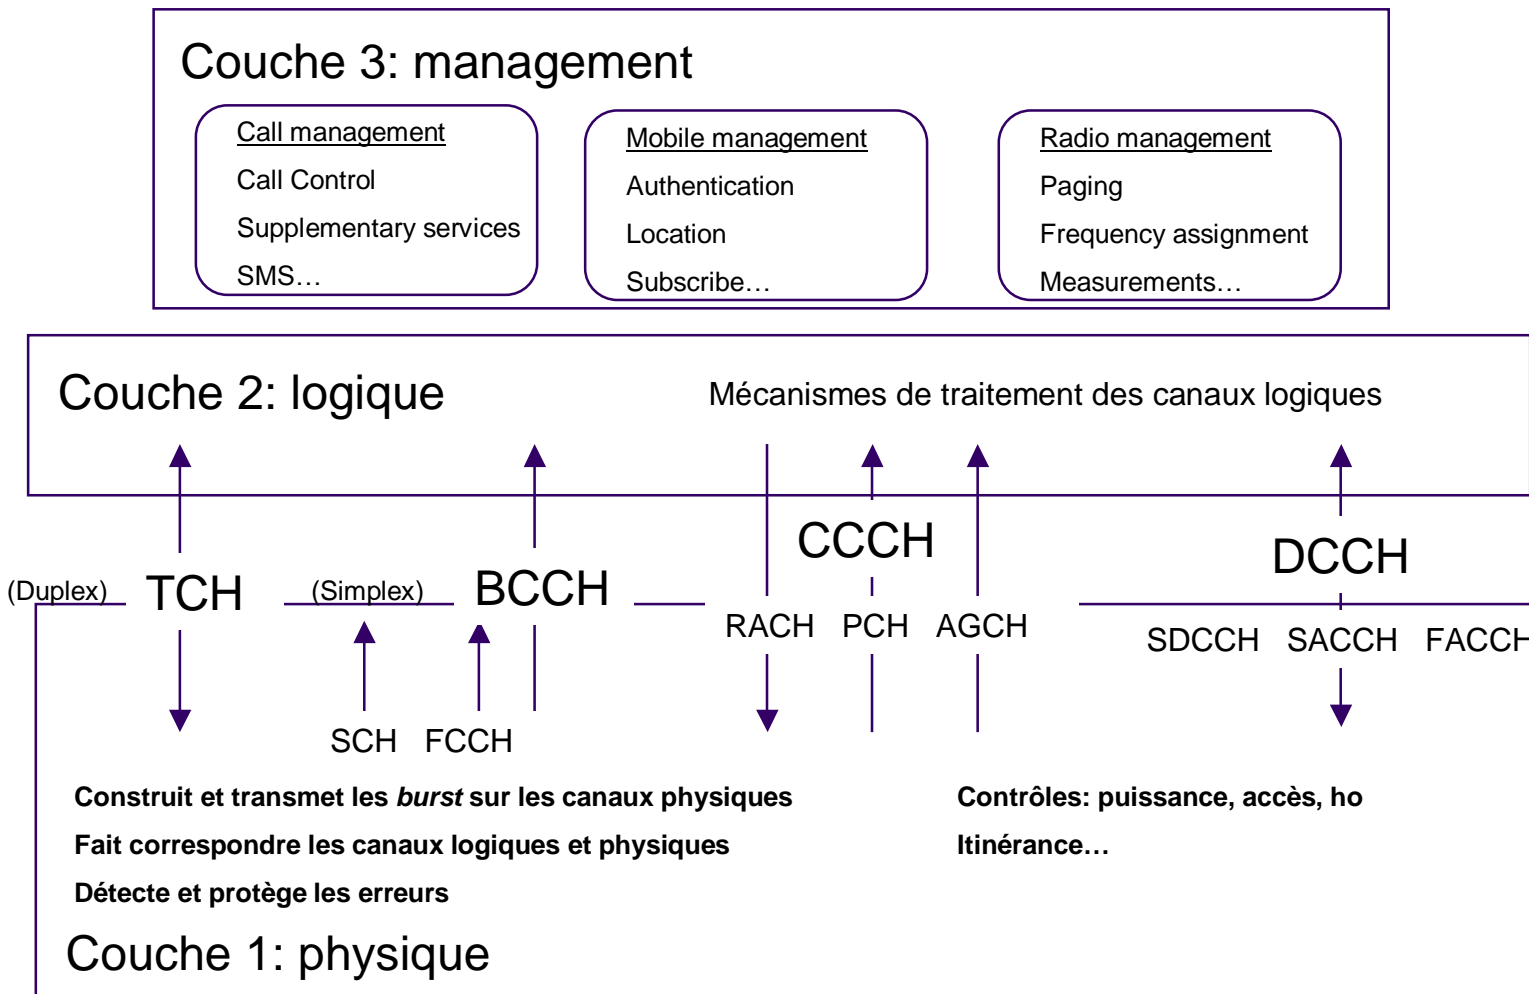 Couche 3: management
Call management
Call Control
Supplementary services
SMS…
Mobile management
Authentication
Location
Subscribe…
Radio management
Paging
Frequency assignment
Measurements…
Couche 2: logique
Mécanismes de traitement des canaux logiques
(Duplex) TCH
(Simplex) BCCH
CCCH
DCCH
RACH PCH AGCH
SDCCH SACCH FACCH
SCH FCCH
Construit et transmet les burst sur les canaux physiques
Fait correspondre les canaux logiques et physiques
Détecte et protège les erreurs
Contrôles: puissance, accès, ho
Itinérance…
Couche 1: physique